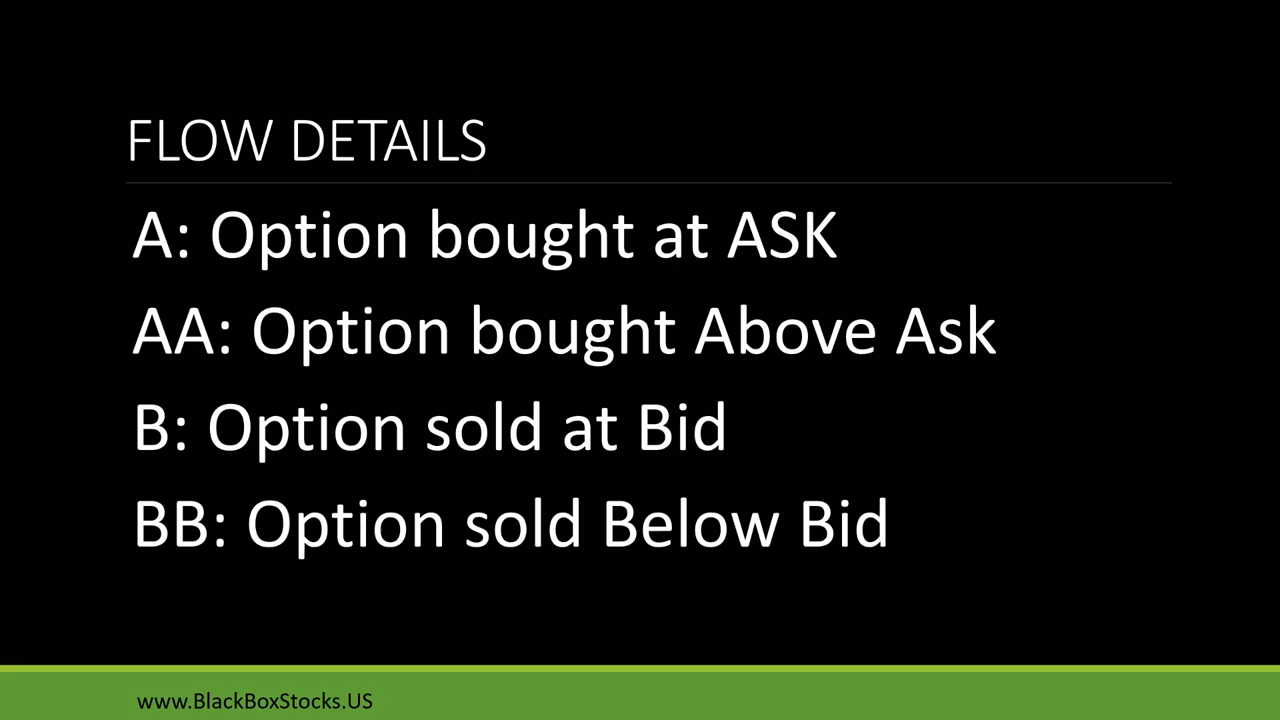 FLOW DETAILS
A: Option bought at ASK
AA: Option bought Above Ask
B: Option sold at Bid
BB: Option sold Below Bid
www.BlackBoxStocks.US